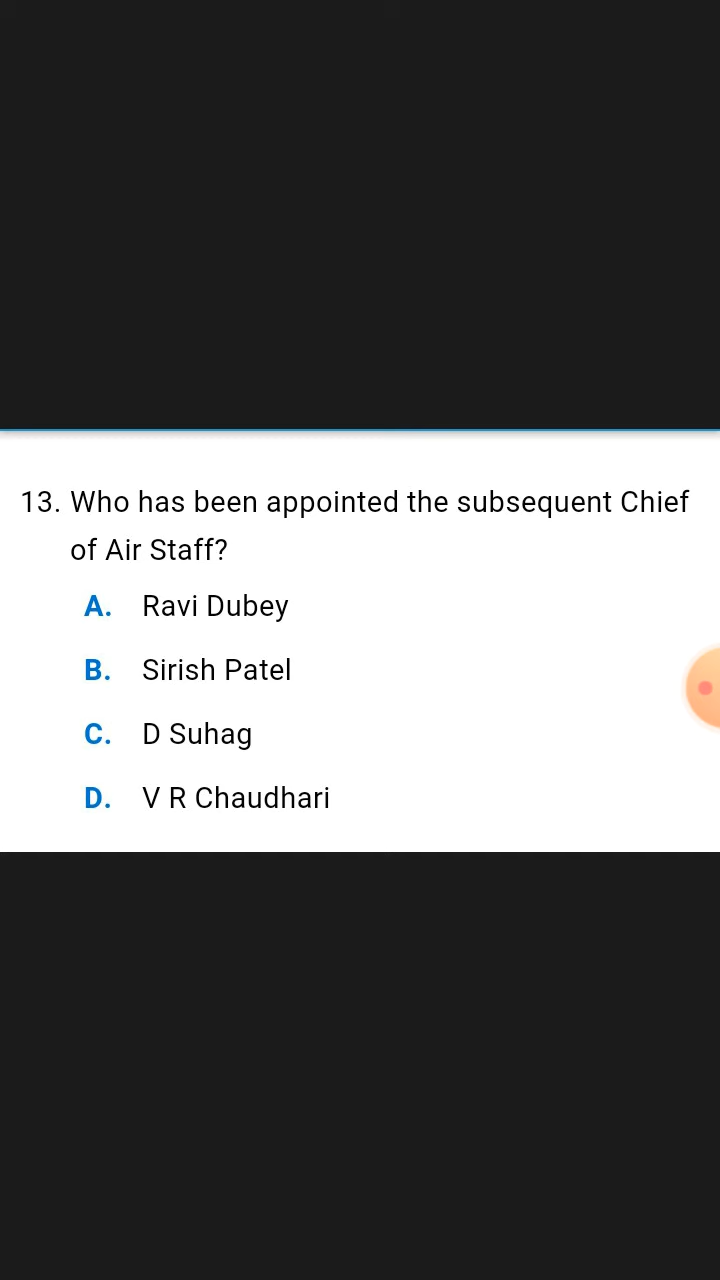 13. Who has been appointed the subsequent Chief
of Air Staff?
A. Ravi Dubey
B. Sirish Patel
C. D Suhag
D. V R Chaudhari